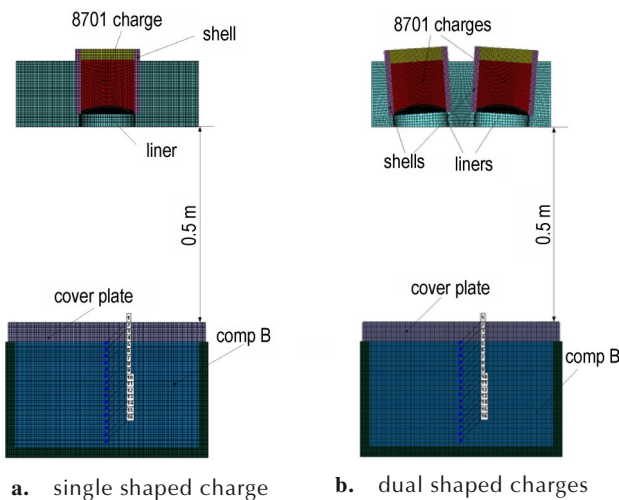 8701 charge
shell
liner
0.5 m
cover plate
comp B
a. single shaped charge
8701 charges
shells
liners
0.5 m
cover plate
comp B
b. dual shaped charges